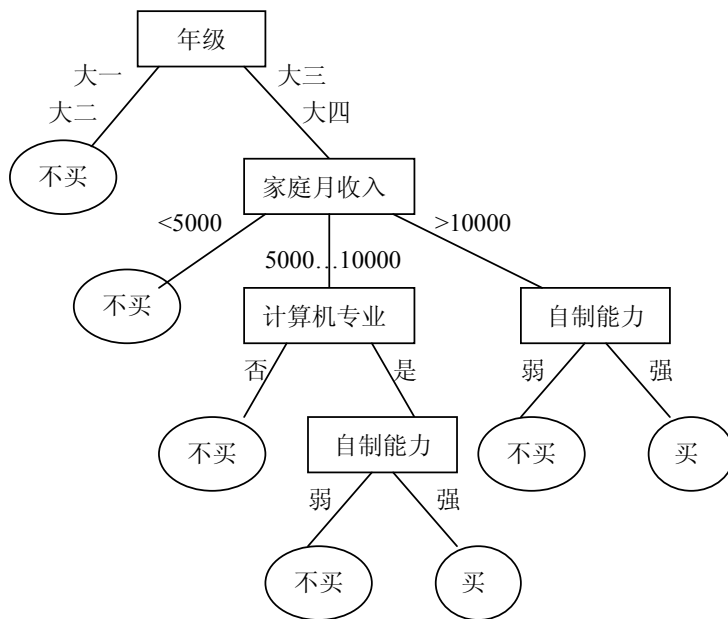 年级
大一
大三
大二
大四
不买
家庭月收入
<5000
>10000
5000…10000
不买
计算机专业
自制能力
否
是
弱
强
不买
自制能力
不买
买
弱
强
不买
买